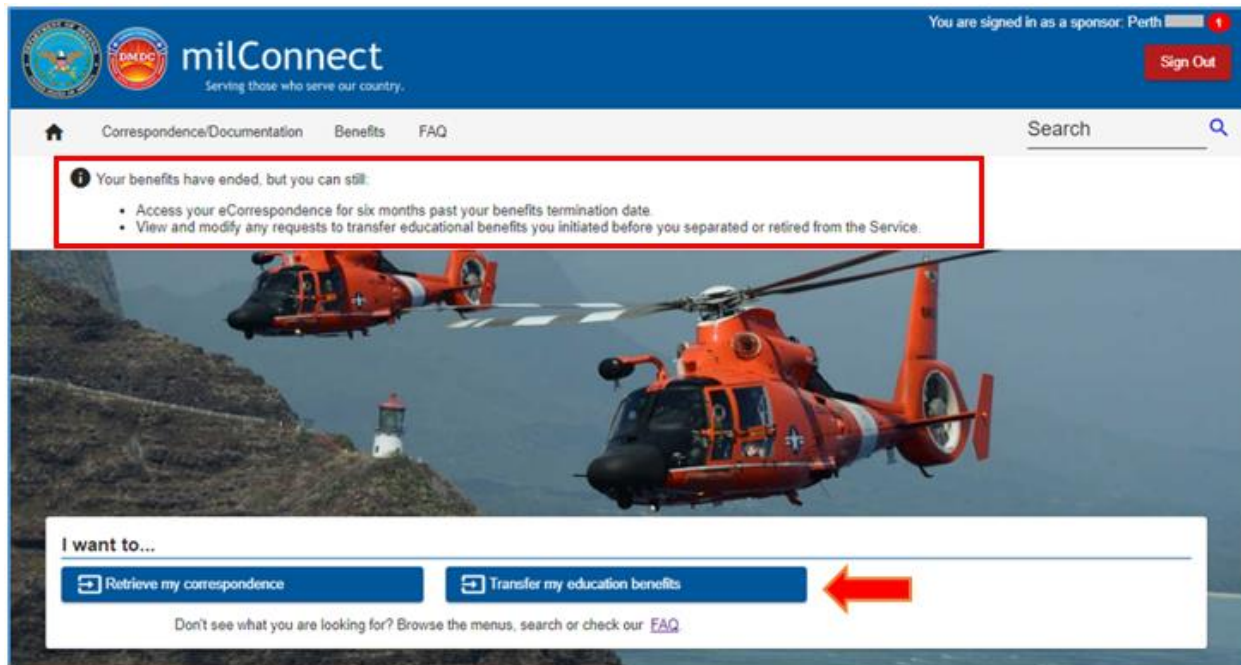 You are signed in as a sponsor: Perth
1
DMDC
milConnect
Serving those who serve our country.
Sign Out
Correspondence/Documentation Benefits FAQ
Search
Your benefits have ended, but you can still:
• Access your eCorrespondence for six months past your benefits termination date.
• View and modify any requests to transfer educational benefits you initiated before you separated or retired from the Service.
I want to...
Retrieve my correspondence
Transfer my education benefits
Don't see what you are looking for? Browse the menus, search or check our FAQ.